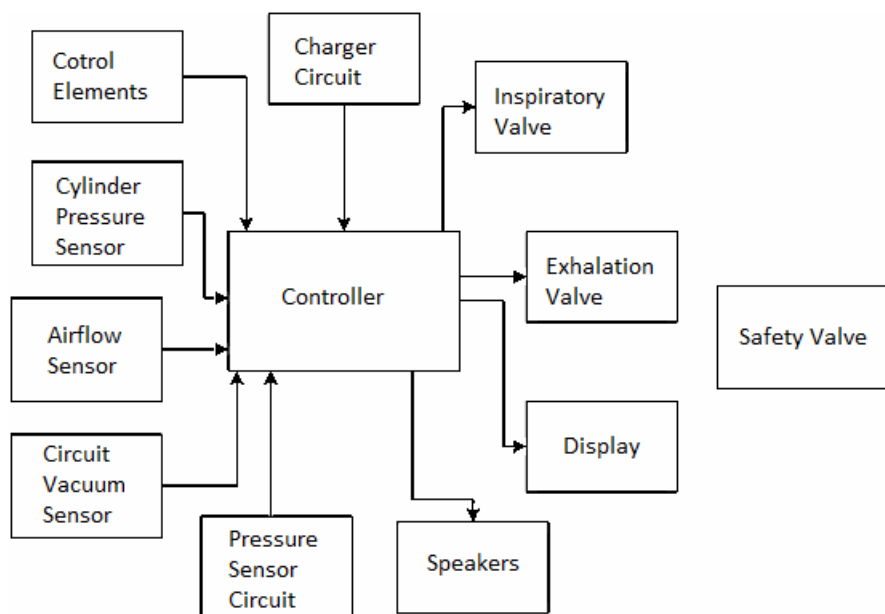 Cotrol
Elements
Charger
Circuit
Inspiratory
Valve
Cylinder
Pressure
Sensor
Controller
Exhalation
Valve
Airflow
Sensor
Safety Valve
Circuit
Vacuum
Sensor
Display
Pressure
Sensor
Circuit
Speakers